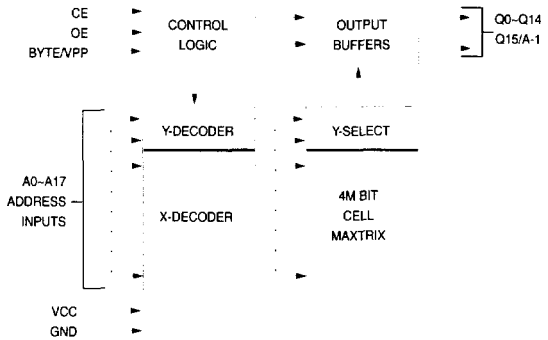 CE
OE
BYTE/VPP
CONTROL
LOGIC
OUTPUT
BUFFERS
Q0~Q14
Q15/A-1
A0~A17
ADDRESS
INPUTS
Y-DECODER
Y-SELECT
X-DECODER
4M BIT
CELL
MAXTRIX
VCC
GND